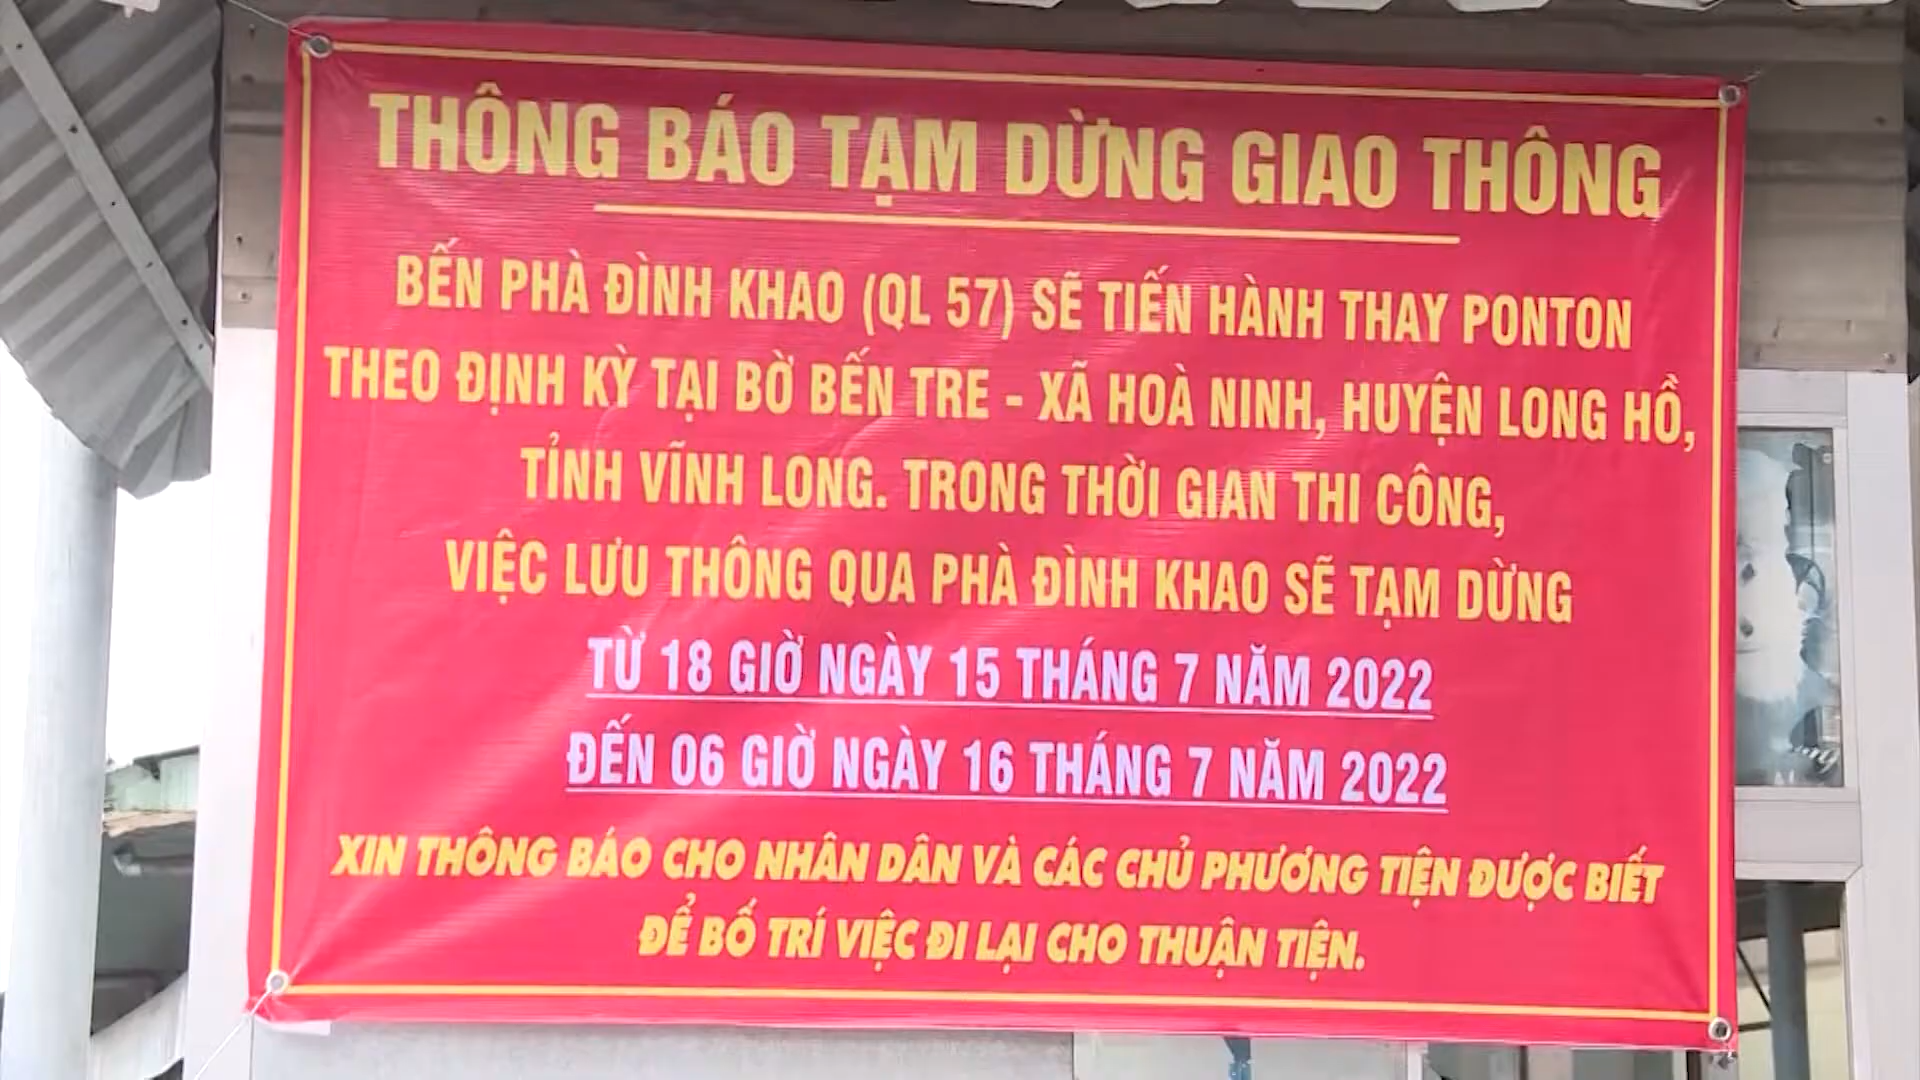 THÔNG BÁO TẠM DỪNG GIAO THÔNG
BẾN PHÀ ĐÌNH KHAO (QL 57) SẼ TIẾN HÀNH THAY PONTON
THEO ĐỊNH KỲ TẠI BỜ BẾN TRE - XÃ HOÀ NINH, HUYỆN LONG HỒ,
TỈNH VĨNH LONG. TRONG THỜI GIAN THI CÔNG,
VIỆC LƯU THÔNG QUA PHÀ ĐÌNH KHAO SẼ TẠM DỪNG
TỪ 18 GIỜ NGÀY 15 THÁNG 7 NĂM 2022
ĐẾN 06 GIỜ NGÀY 16 THÁNG 7 NĂM 2022
XIN THÔNG BÁO CHO NHÂN DÂN VÀ CÁC CHỦ PHƯƠNG TIỆN ĐƯỢC BIẾT
ĐỂ BỐ TRÍ VIỆC ĐI LẠI CHO THUẬN TIỆN.